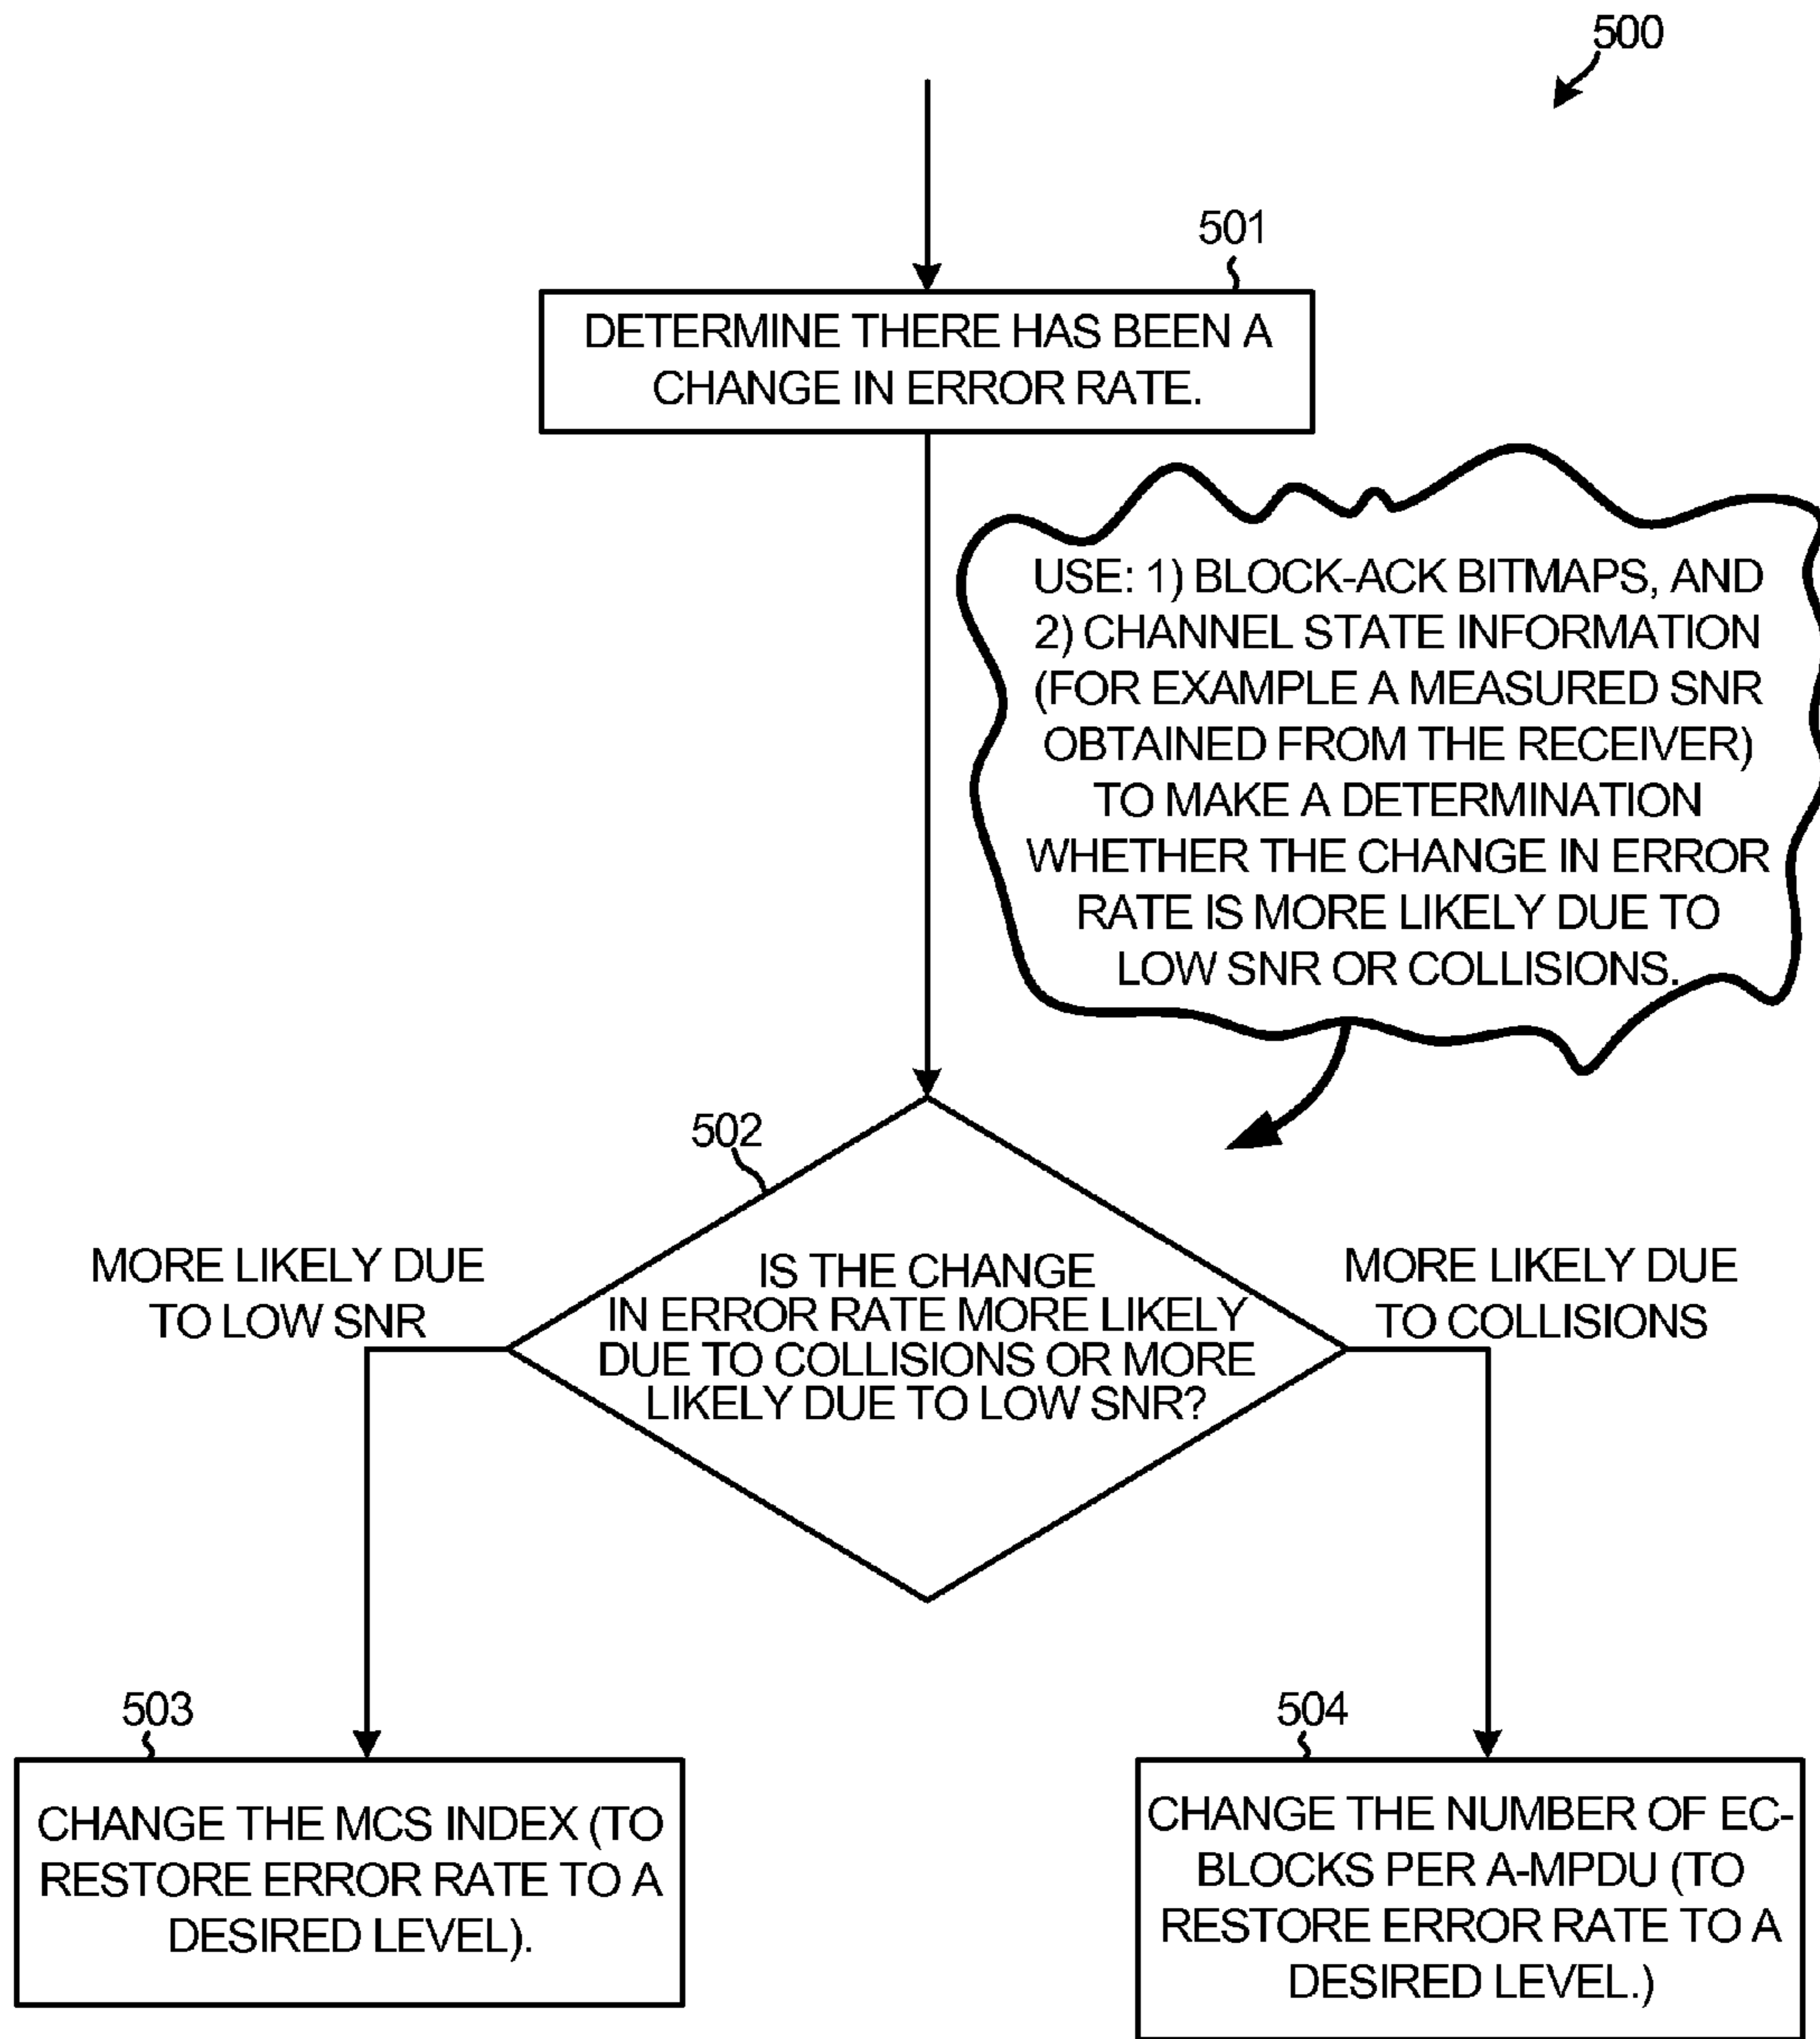 500
501
DETERMINE THERE HAS BEEN A
CHANGE IN ERROR RATE.
USE: 1) BLOCK-ACK BITMAPS, AND
2) CHANNEL STATE INFORMATION
(FOR EXAMPLE A MEASURED SNR
OBTAINED FROM THE RECEIVER)
TO MAKE A DETERMINATION
WHETHER THE CHANGE IN ERROR
RATE IS MORE LIKELY DUE TO
LOW SNR OR COLLISIONS.
502
MORE LIKELY DUE
TO LOW SNR
IS THE CHANGE
IN ERROR RATE MORE LIKELY
DUE TO COLLISIONS OR MORE
LIKELY DUE TO LOW SNR?
MORE LIKELY DUE
TO COLLISIONS
503
CHANGE THE MCS INDEX (TO
RESTORE ERROR RATE TO A
DESIRED LEVEL).
504
CHANGE THE NUMBER OF EC-
BLOCKS PER A-MPDU (TO
RESTORE ERROR RATE TO A
DESIRED LEVEL.)